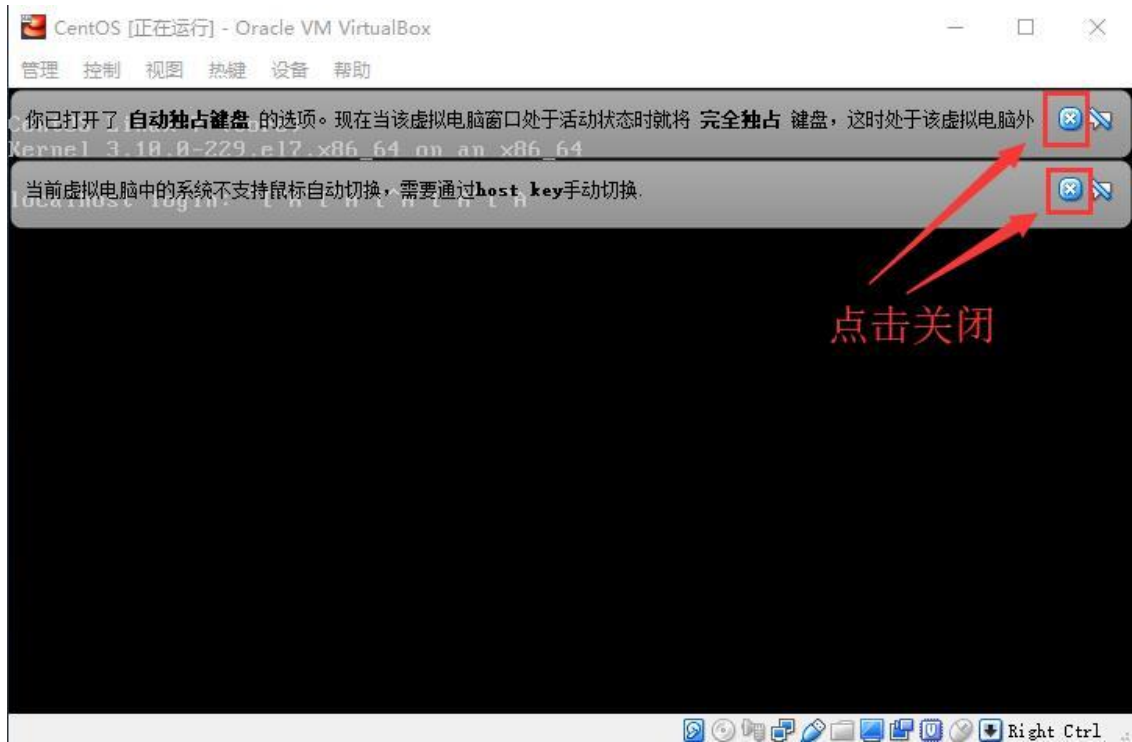 CentOS [正在运行] - Oracle VM VirtualBox
管理 控制 视图 热键 设备 帮助
你已打开了 自动独占键盘 的选项。现在当该虚拟电脑窗口处于活动状态时就将 完全独占 键盘，这时处于该虚拟电脑外
Kernel 3.10.0-229.el7.x86_64 on an x86_64
当前虚拟电脑中的系统不支持鼠标自动切换，需要通过host key手动切换.
localhost login:
点击关闭
Right Ctrl